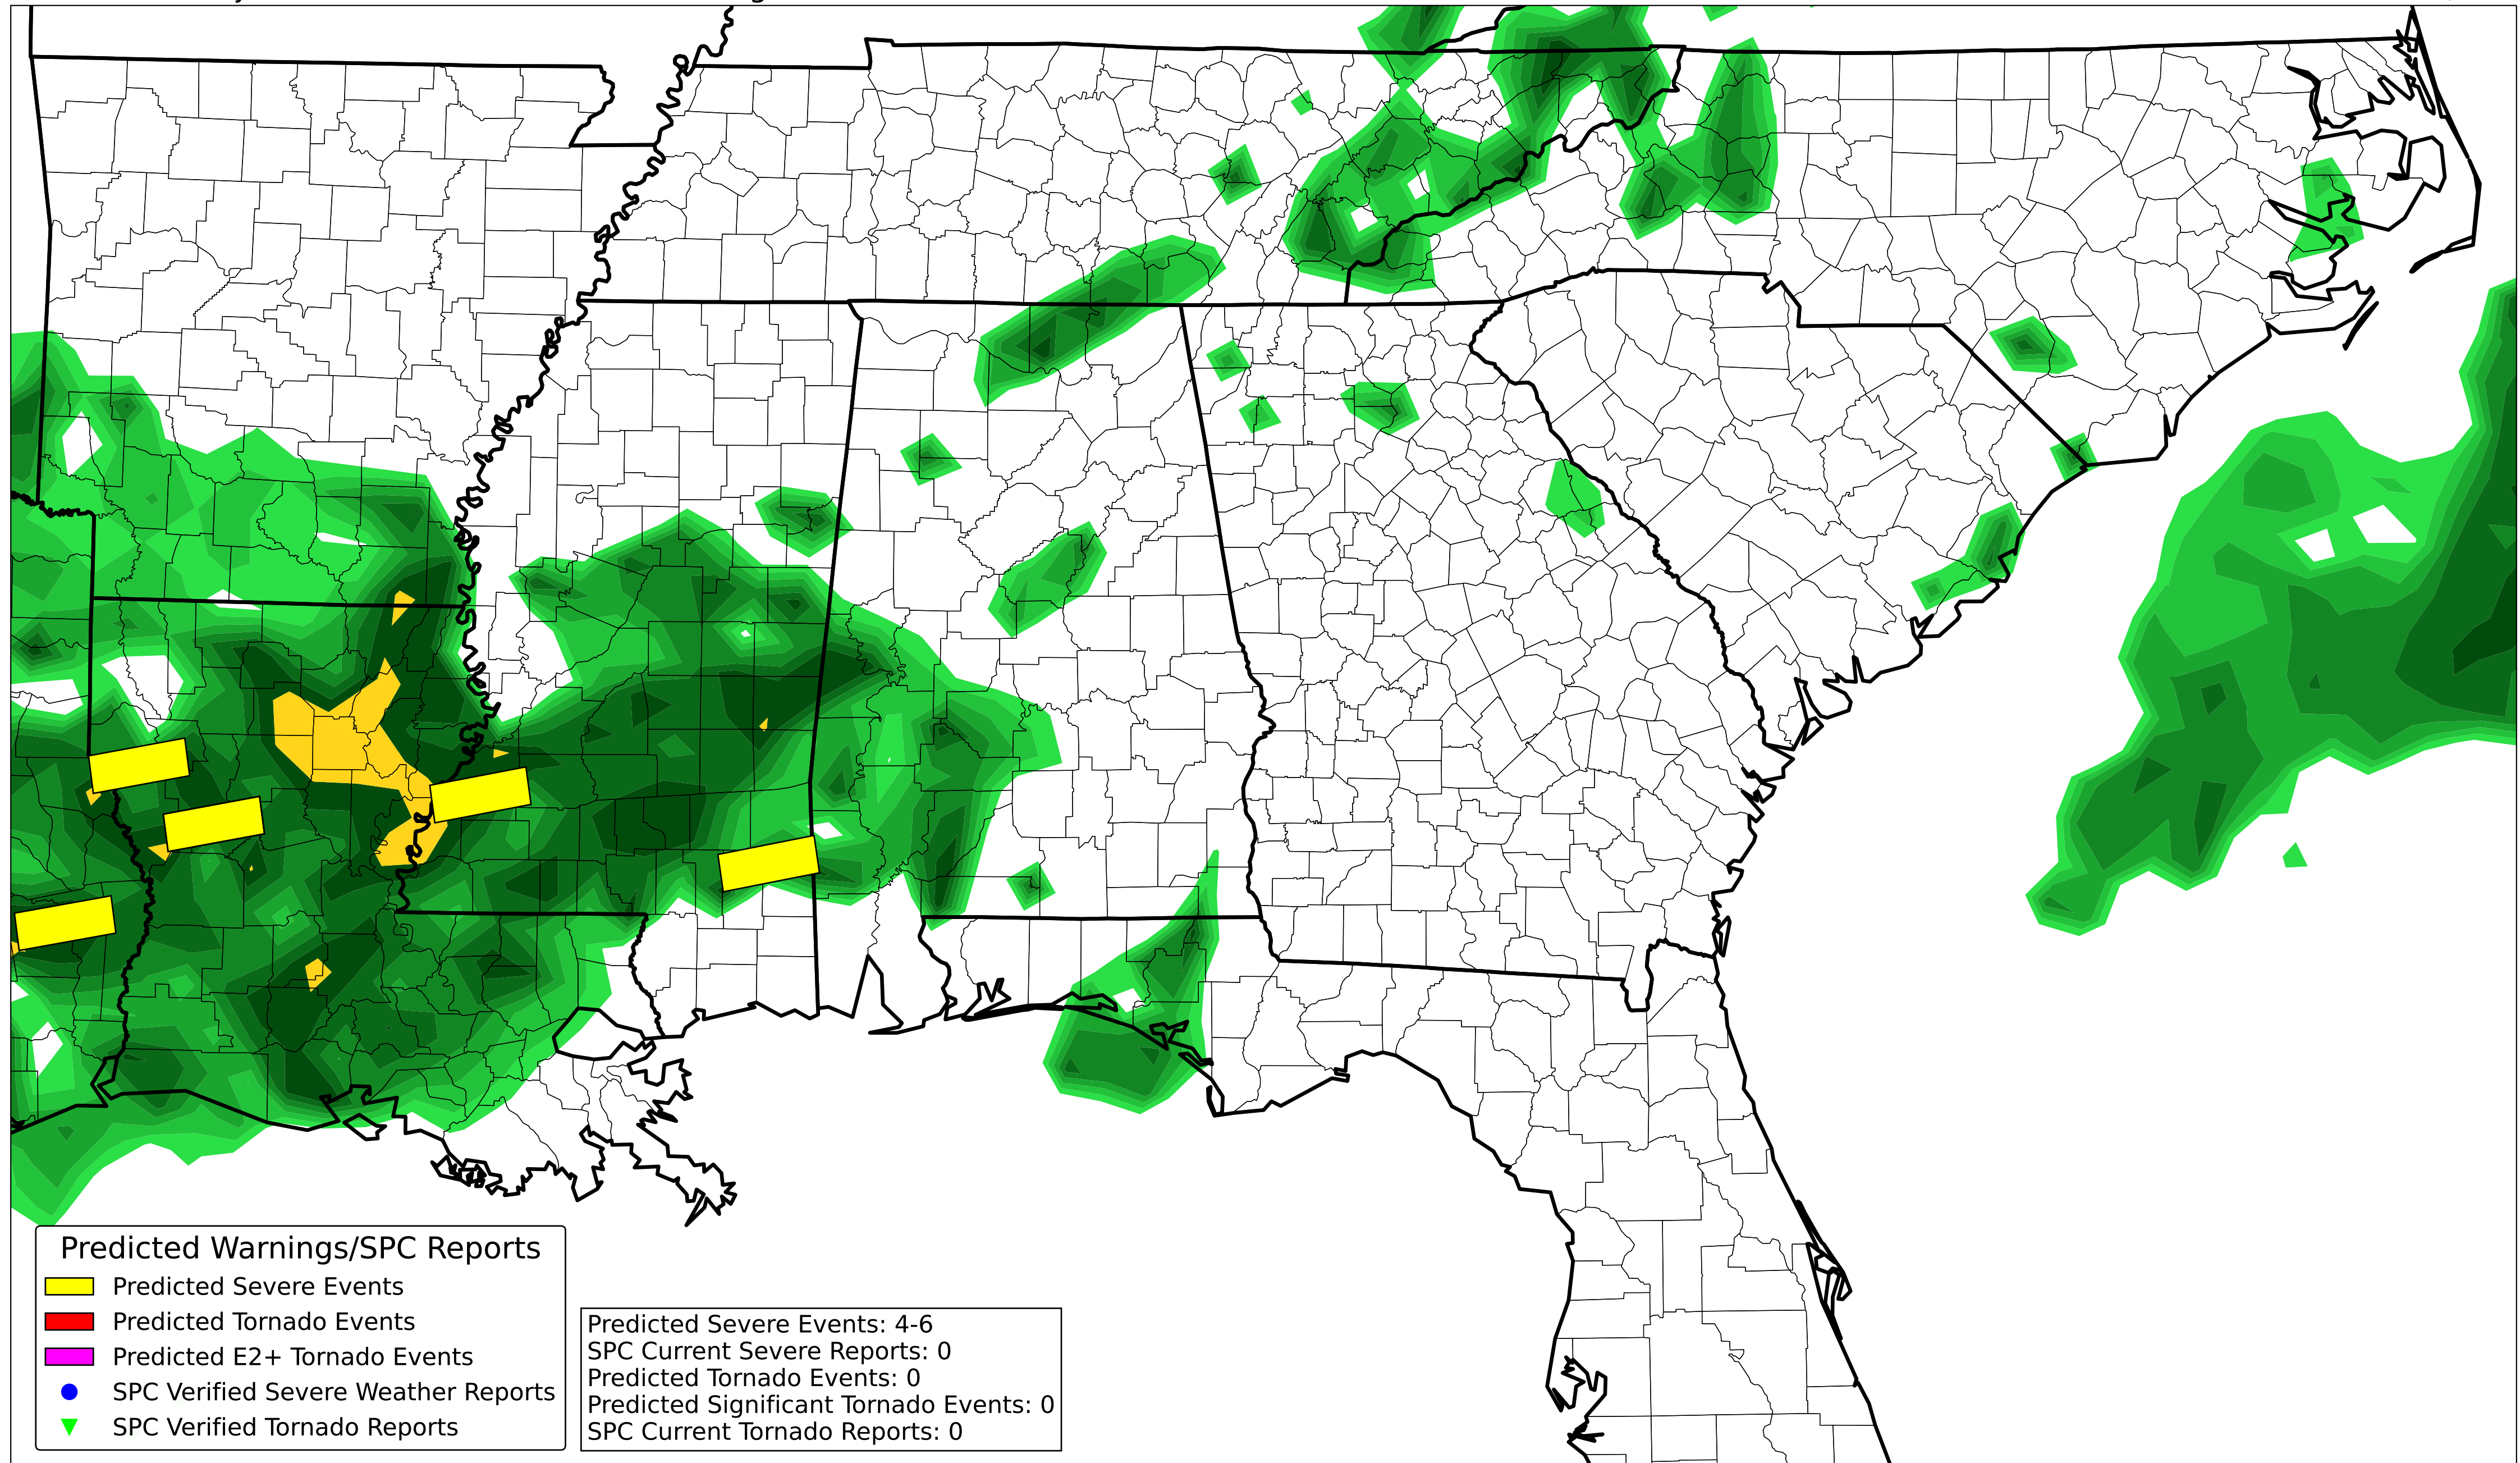 Predicted Warnings/SPC Reports
Predicted Severe Events
Predicted Tornado Events
Predicted E2+ Tornado Events
SPC Verified Severe Weather Reports
SPC Verified Tornado Reports
Predicted Severe Events: 4-6
SPC Current Severe Reports: 0
Predicted Tornado Events: 0
Predicted Significant Tornado Events: 0
SPC Current Tornado Reports: 0